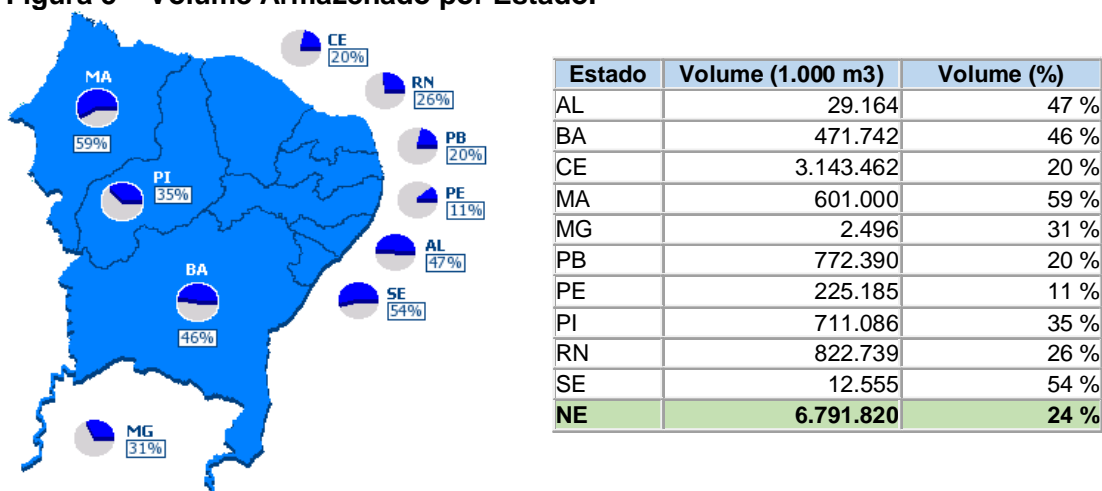 Figura 3 – Volume Armazenado por Estado.
CE
20%
MA
59%
RN
26%
PB
20%
PI
35%
PE
11%
AL
47%
BA
46%
SE
54%
MG
31%
Estado Volume (1.000 m3) Volume (%)
AL 29.164 47 %
BA 471.742 46 %
CE 3.143.462 20 %
MA 601.000 59 %
MG 2.496 31 %
PB 772.390 20 %
PE 225.185 11 %
PI 711.086 35 %
RN 822.739 26 %
SE 12.555 54 %
NE 6.791.820 24 %